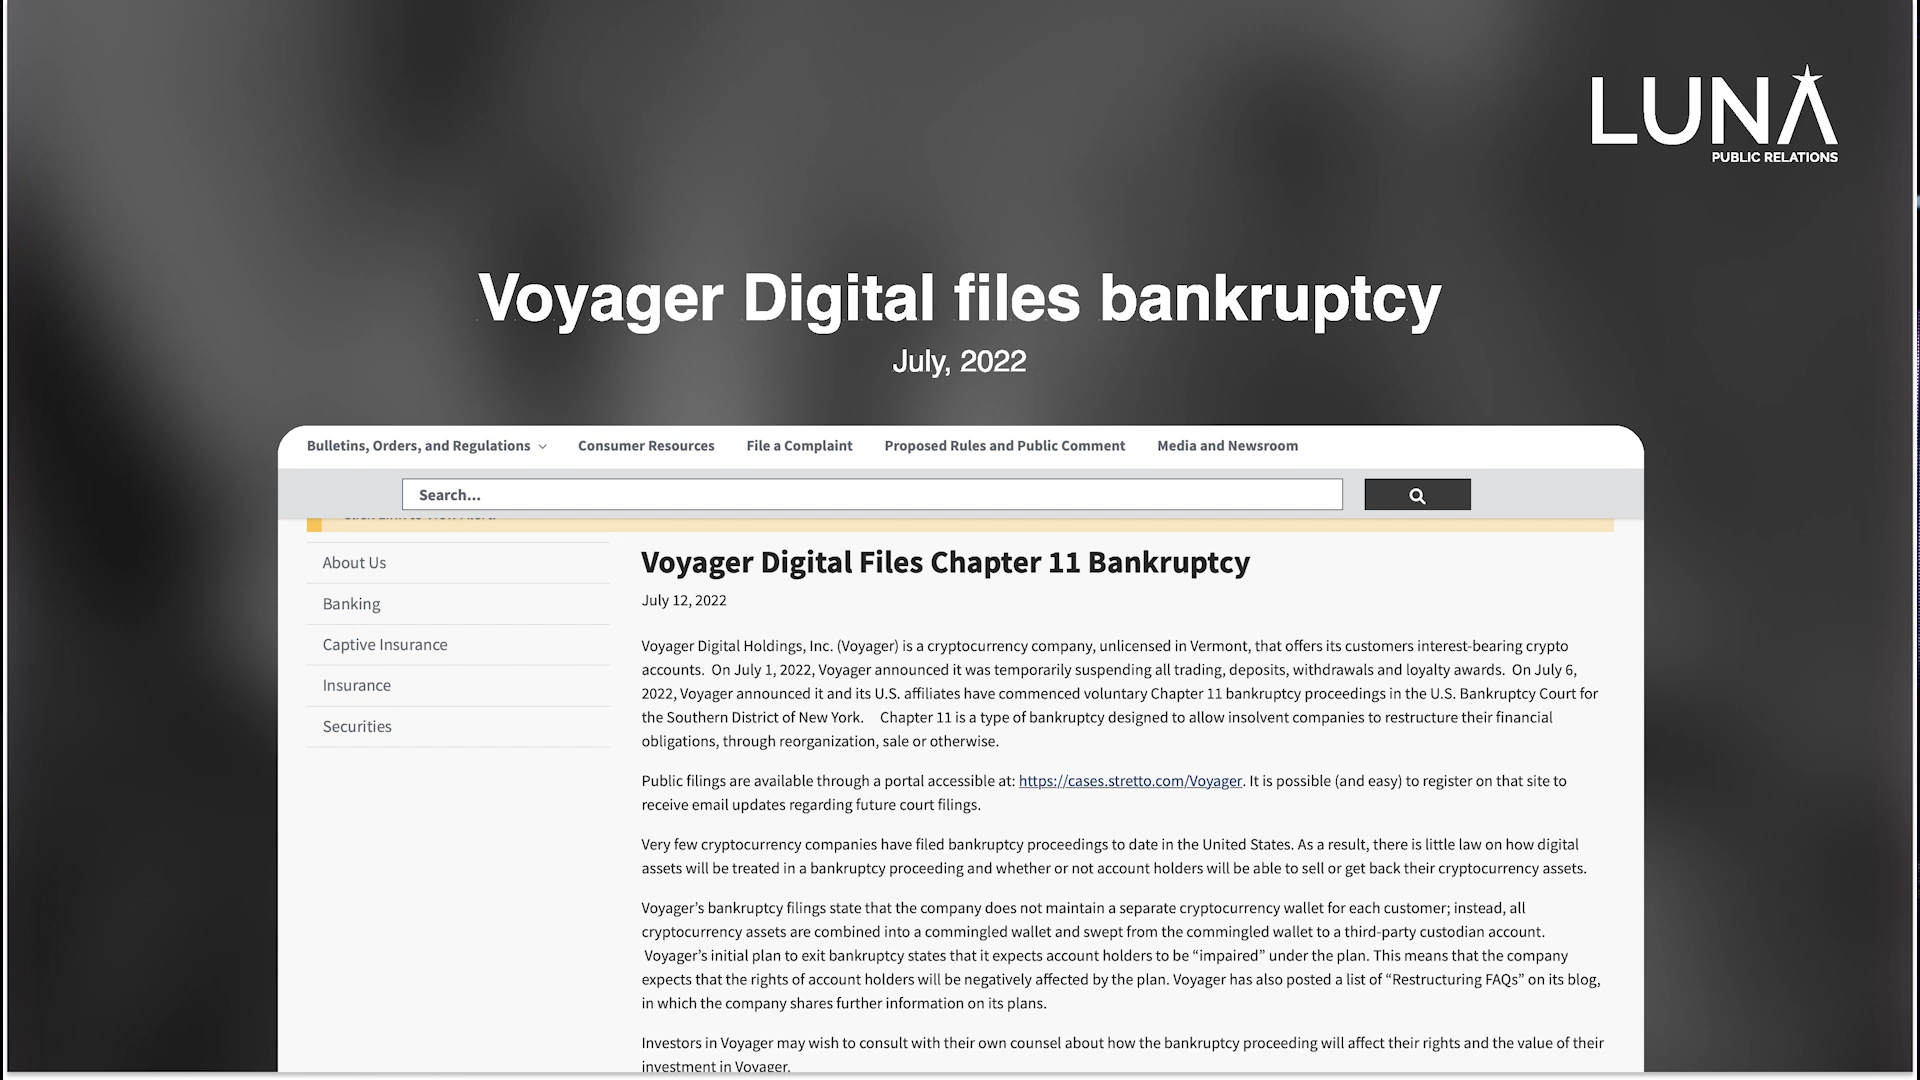 LUNA
PUBLIC RELATIONS
Voyager Digital files bankruptcy
July, 2022
Bulletins, Orders, and Regulations
Consumer Resources
File a Complaint
Proposed Rules and Public Comment
Media and Newsroom
Search...
About Us
Banking
Captive Insurance
Insurance
Securities
Voyager Digital Files Chapter 11 Bankruptcy
July 12, 2022
Voyager Digital Holdings, Inc. (Voyager) is a cryptocurrency company, unlicensed in Vermont, that offers its customers interest-bearing crypto
accounts. On July 1, 2022, Voyager announced it was temporarily suspending all trading, deposits, withdrawals and loyalty awards. On July 6,
2022, Voyager announced it and its U.S. affiliates have commenced voluntary Chapter 11 bankruptcy proceedings in the U.S. Bankruptcy Court for
the Southern District of New York. Chapter 11 is a type of bankruptcy designed to allow insolvent companies to restructure their financial
obligations, through reorganization, sale or otherwise.
Public filings are available through a portal accessible at: https://cases.stretto.com/Voyager. It is possible (and easy) to register on that site to
receive email updates regarding future court filings.
Very few cryptocurrency companies have filed bankruptcy proceedings to date in the United States. As a result, there is little law on how digital
assets will be treated in a bankruptcy proceeding and whether or not account holders will be able to sell or get back their cryptocurrency assets.
Voyager's bankruptcy filings state that the company does not maintain a separate cryptocurrency wallet for each customer; instead, all
cryptocurrency assets are combined into a commingled wallet and swept from the commingled wallet to a third-party custodian account.
Voyager's initial plan to exit bankruptcy states that it expects account holders to be “impaired” under the plan. This means that the company
expects that the rights of account holders will be negatively affected by the plan. Voyager has also posted a list of “Restructuring FAQs” on its blog,
in which the company shares further information on its plans.
Investors in Voyager may wish to consult with their own counsel about how the bankruptcy proceeding will affect their rights and the value of their
investment in Voyager.